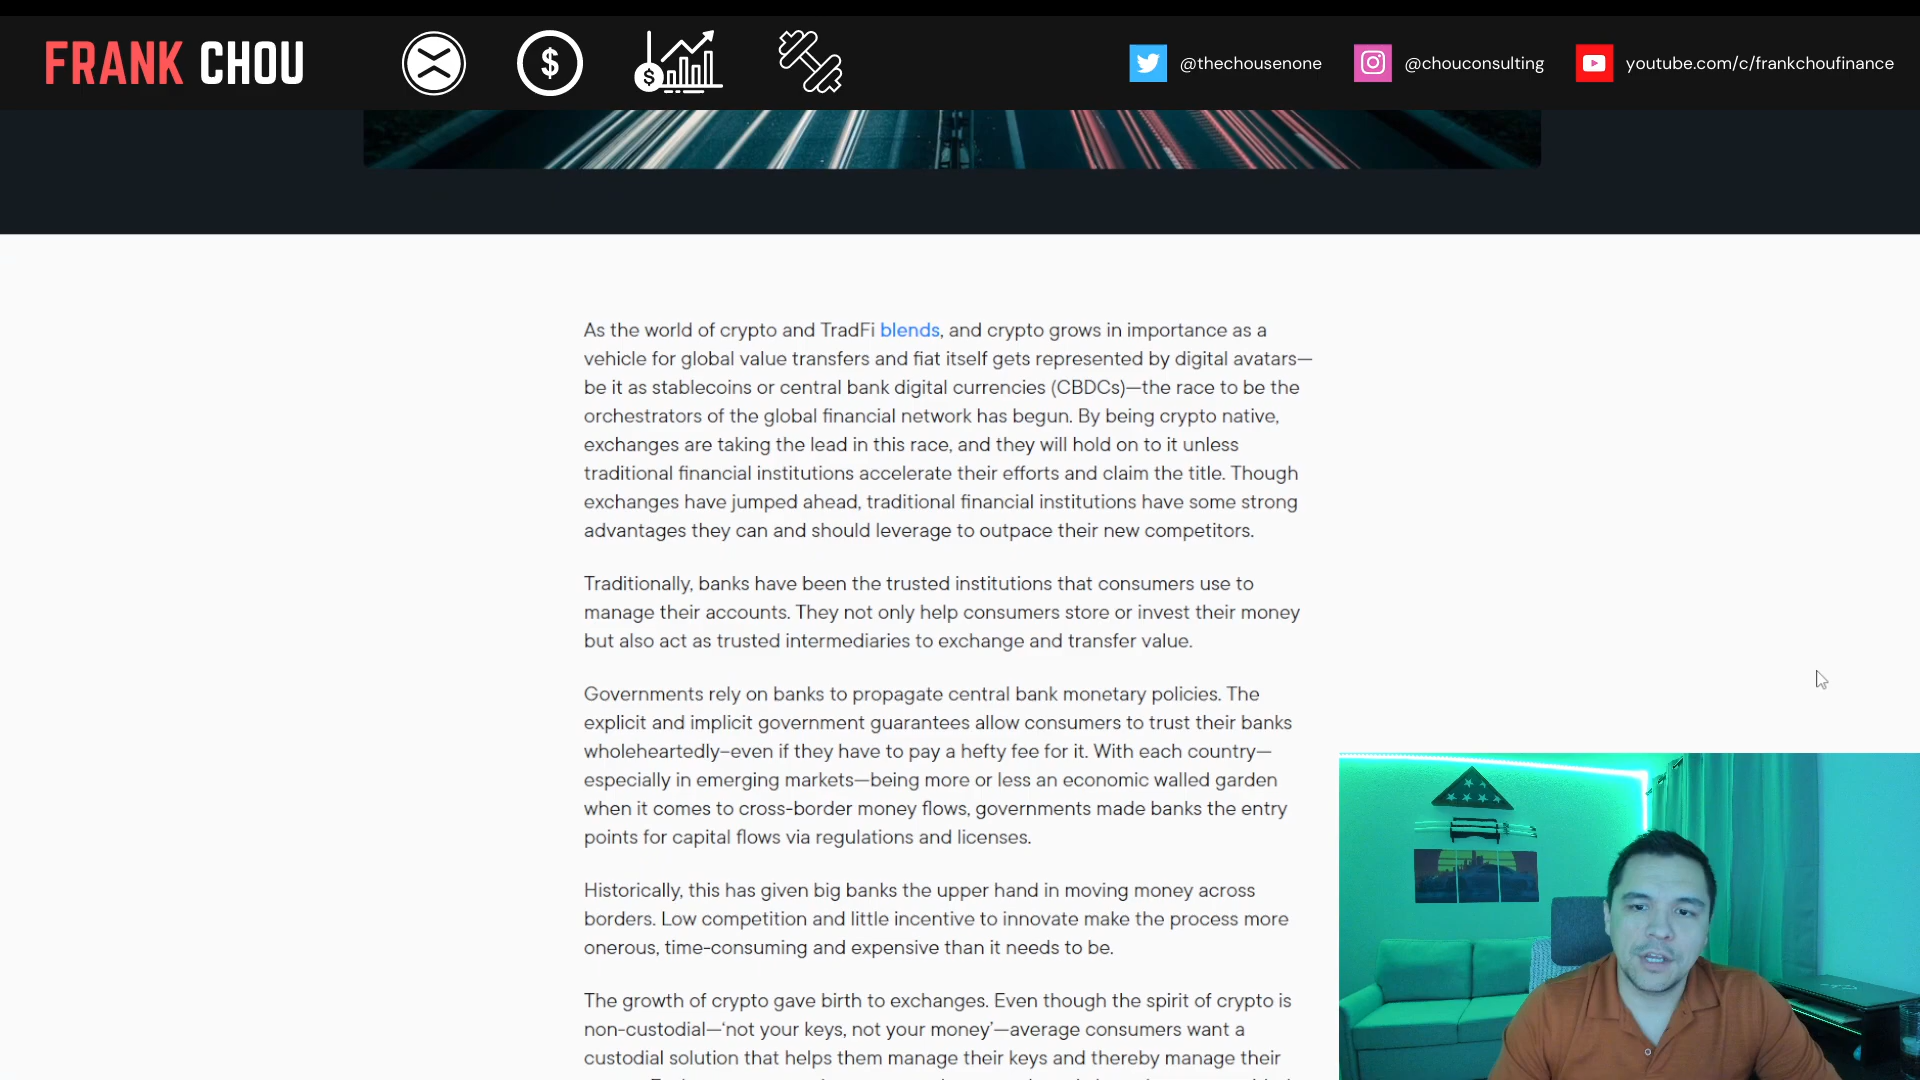 FRANK CHOU
@thechousenone
@chouconsulting
youtube.com/c/frankchoufinance
As the world of crypto and TradFi blends, and crypto grows in importance as a
vehicle for global value transfers and fiat itself gets represented by digital avatars—
be it as stablecoins or central bank digital currencies (CBDCs)—the race to be the
orchestrators of the global financial network has begun. By being crypto native,
exchanges are taking the lead in this race, and they will hold on to it unless
traditional financial institutions accelerate their efforts and claim the title. Though
exchanges have jumped ahead, traditional financial institutions have some strong
advantages they can and should leverage to outpace their new competitors.
Traditionally, banks have been the trusted institutions that consumers use to
manage their accounts. They not only help consumers store or invest their money
but also act as trusted intermediaries to exchange and transfer value.
Governments rely on banks to propagate central bank monetary policies. The
explicit and implicit government guarantees allow consumers to trust their banks
wholeheartedly–even if they have to pay a hefty fee for it. With each country—
especially in emerging markets—being more or less an economic walled garden
when it comes to cross-border money flows, governments made banks the entry
points for capital flows via regulations and licenses.
Historically, this has given big banks the upper hand in moving money across
borders. Low competition and little incentive to innovate make the process more
onerous, time-consuming and expensive than it needs to be.
The growth of crypto gave birth to exchanges. Even though the spirit of crypto is
non-custodial—‘not your keys, not your money’—average consumers want a
custodial solution that helps them manage their keys and thereby manage their